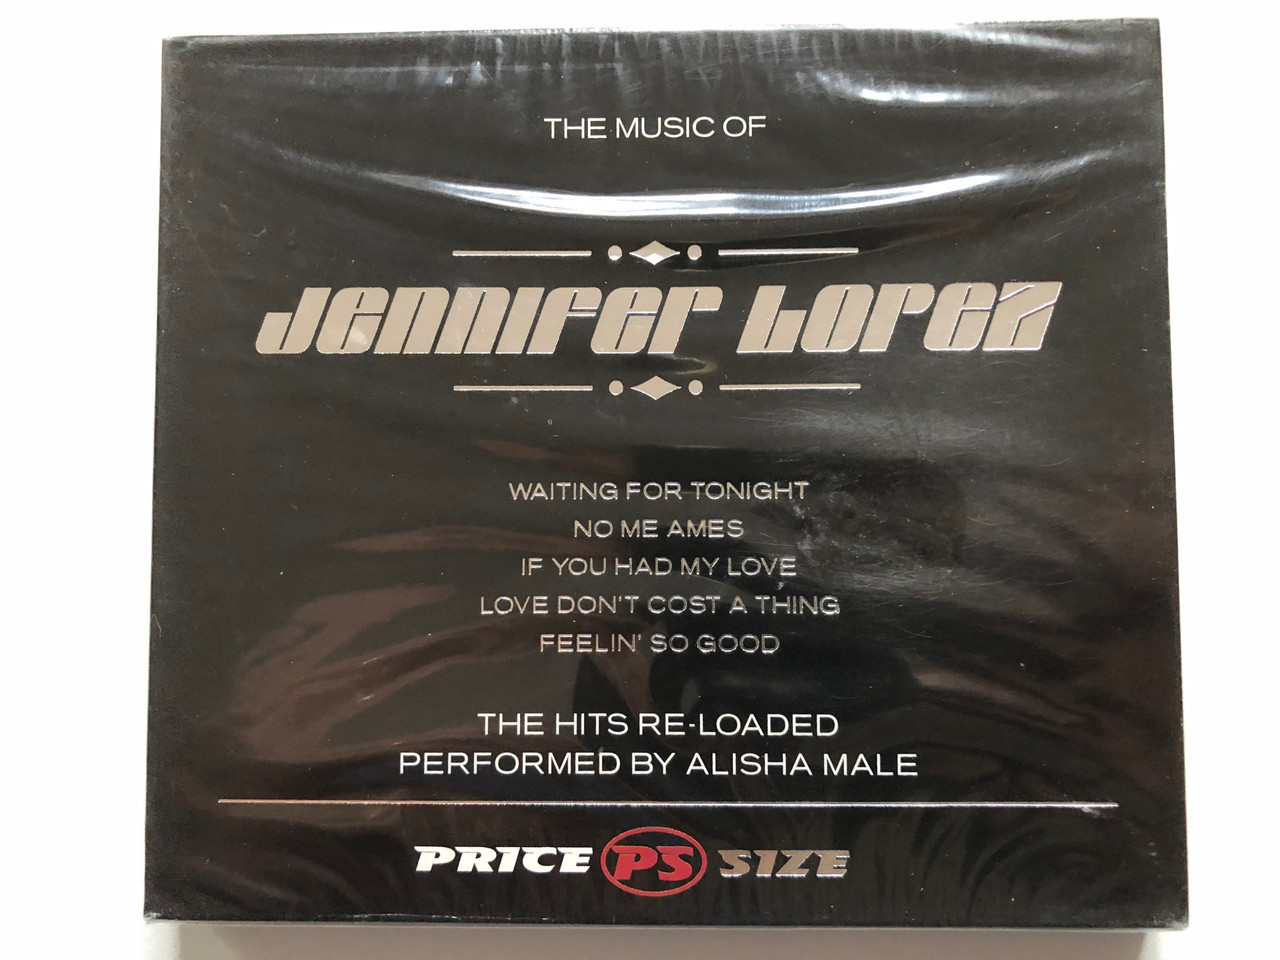 THE MUSIC OF
JENNIFER LOPEZ
WAITING FOR TONIGHT
NO ME AMES
IF YOU HAD MY LOVE
LOVE DON'T COST A THING
FEELIN' SO GOOD
THE HITS RE-LOADED
PERFORMED BY ALISHA MALE
PRICE PS SIZE